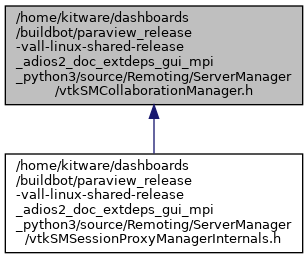 /home/kitware/dashboards
/buildbot/paraview_release
-vall-linux-shared-release
_adios2_doc_extdeps_gui_mpi
_python3/source/Remoting/ServerManager
/vtkSMCollaborationManager.h
/home/kitware/dashboards
/buildbot/paraview_release
-vall-linux-shared-release
_adios2_doc_extdeps_gui_mpi
_python3/source/Remoting/ServerManager
/vtkSMSessionProxyManagerInternals.h